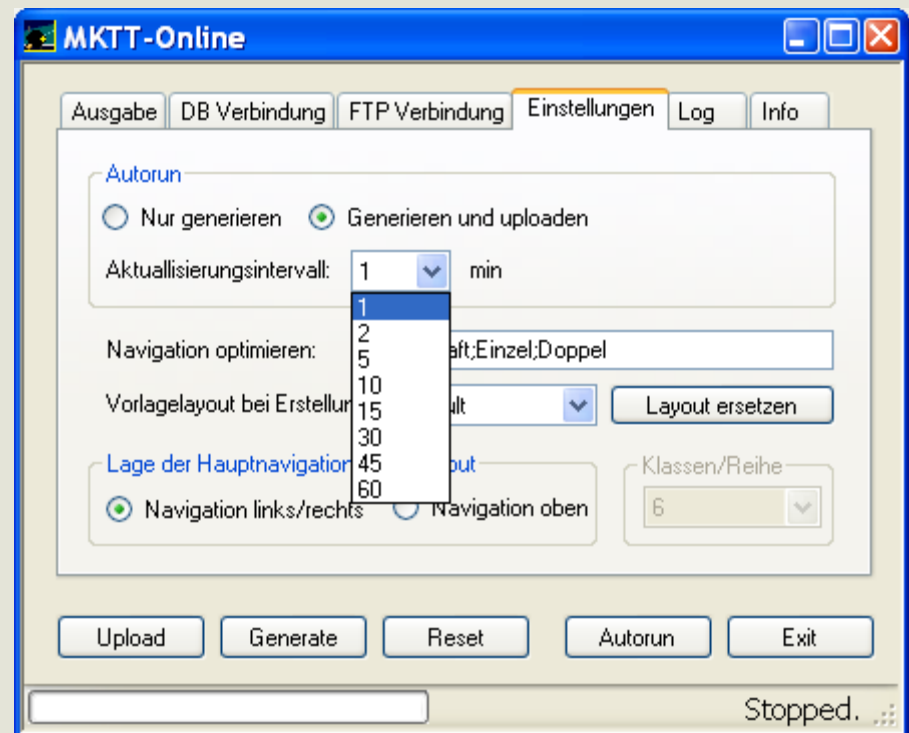 MKTT-Online
Ausgabe DB Verbindung FTP Verbindung Einstellungen Log Info
Autorun
Nur generieren Generieren und uploaden
Aktuallisierungsintervall: 1 min
1
2
5
10
15
30
45
60
Navigation optimieren: aft;Einzel;Doppel
Vorlagelayout bei Erstellu ult Layout ersetzen
Lage der Hauptnavigation out Klassen/Reihe
Navigation links/rechts Navigation oben 6
Upload Generate Reset Autorun Exit
Stopped.